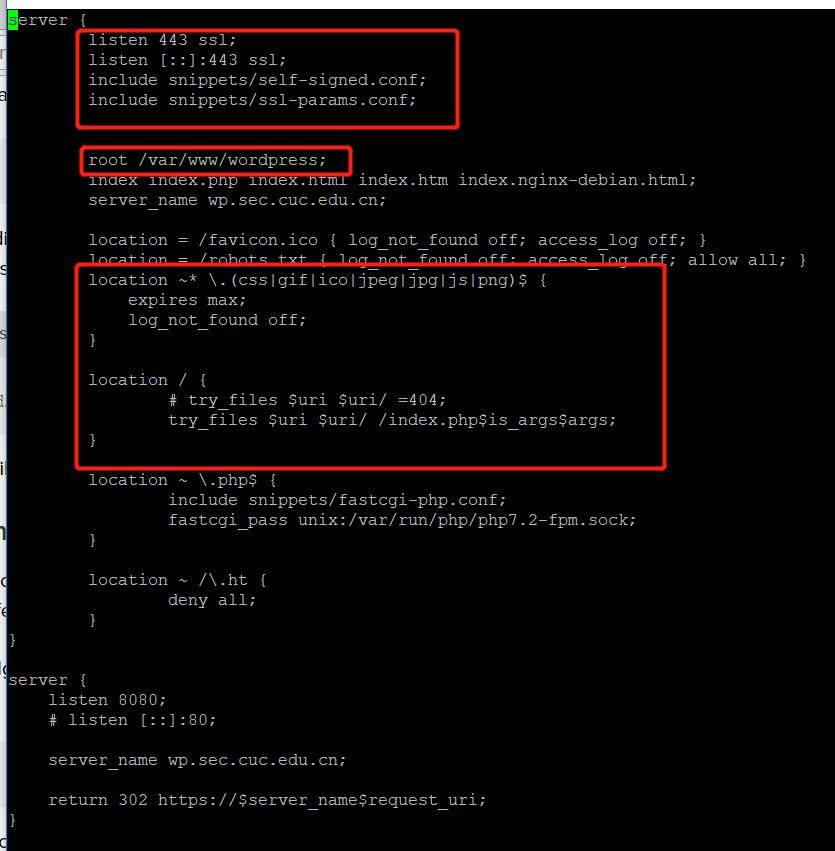 server {
listen 443 ssl;
listen [::]:443 ssl;
include snippets/self-signed.conf;
include snippets/ssl-params.conf;
root /var/www/wordpress;
index index.php index.html index.htm index.nginx-debian.html;
server_name wp.sec.cuc.edu.cn;
location = /favicon.ico { log_not_found off; access_log off; }
location = /robots.txt { log_not_found off; access_log off; allow all; }
location ~* \.(css|gif|ico|jpeg|jpg|js|png)$ {
expires max;
log_not_found off;
}
location / {
# try_files $uri $uri/ =404;
try_files $uri $uri/ /index.php$is_args$args;
}
location ~ \.php$ {
include snippets/fastcgi-php.conf;
fastcgi_pass unix:/var/run/php/php7.2-fpm.sock;
}
location ~ /\.ht {
deny all;
}
}
server {
listen 8080;
# listen [::]:80;
server_name wp.sec.cuc.edu.cn;
return 302 https://$server_name$request_uri;
}